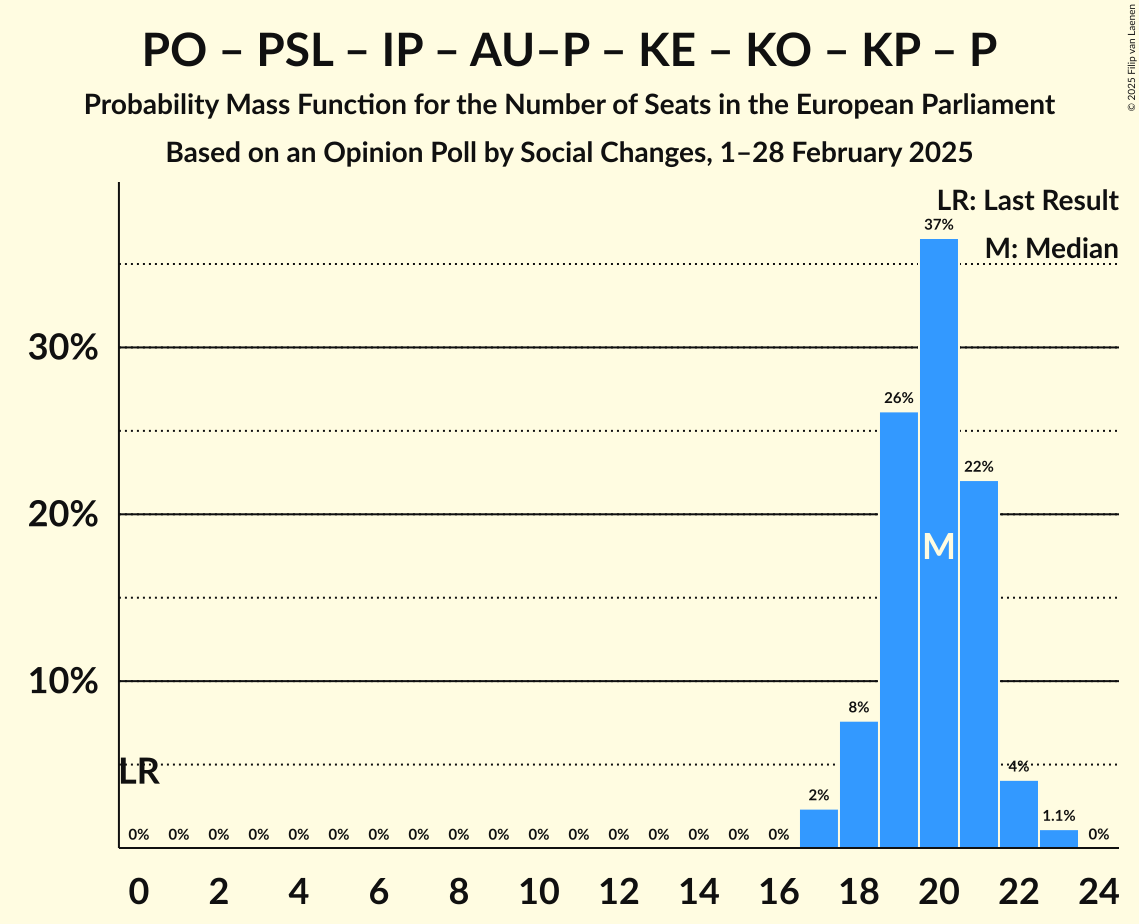 PO – PSL – IP – AU–P – KE – KO – KP – P
Probability Mass Function for the Number of Seats in the European Parliament
Based on an Opinion Poll by Social Changes, 1–28 February 2025
© 2025 Filip van Laenen
LR: Last Result
M: Median
37%
30%
26%
22%
20%
M
10%
8%
LR
4%
2%
1.1%
0% 0% 0% 0% 0% 0% 0% 0% 0% 0% 0% 0% 0% 0% 0% 0% 0% 0%
0 2 4 6 8 10 12 14 16 18 20 22 24